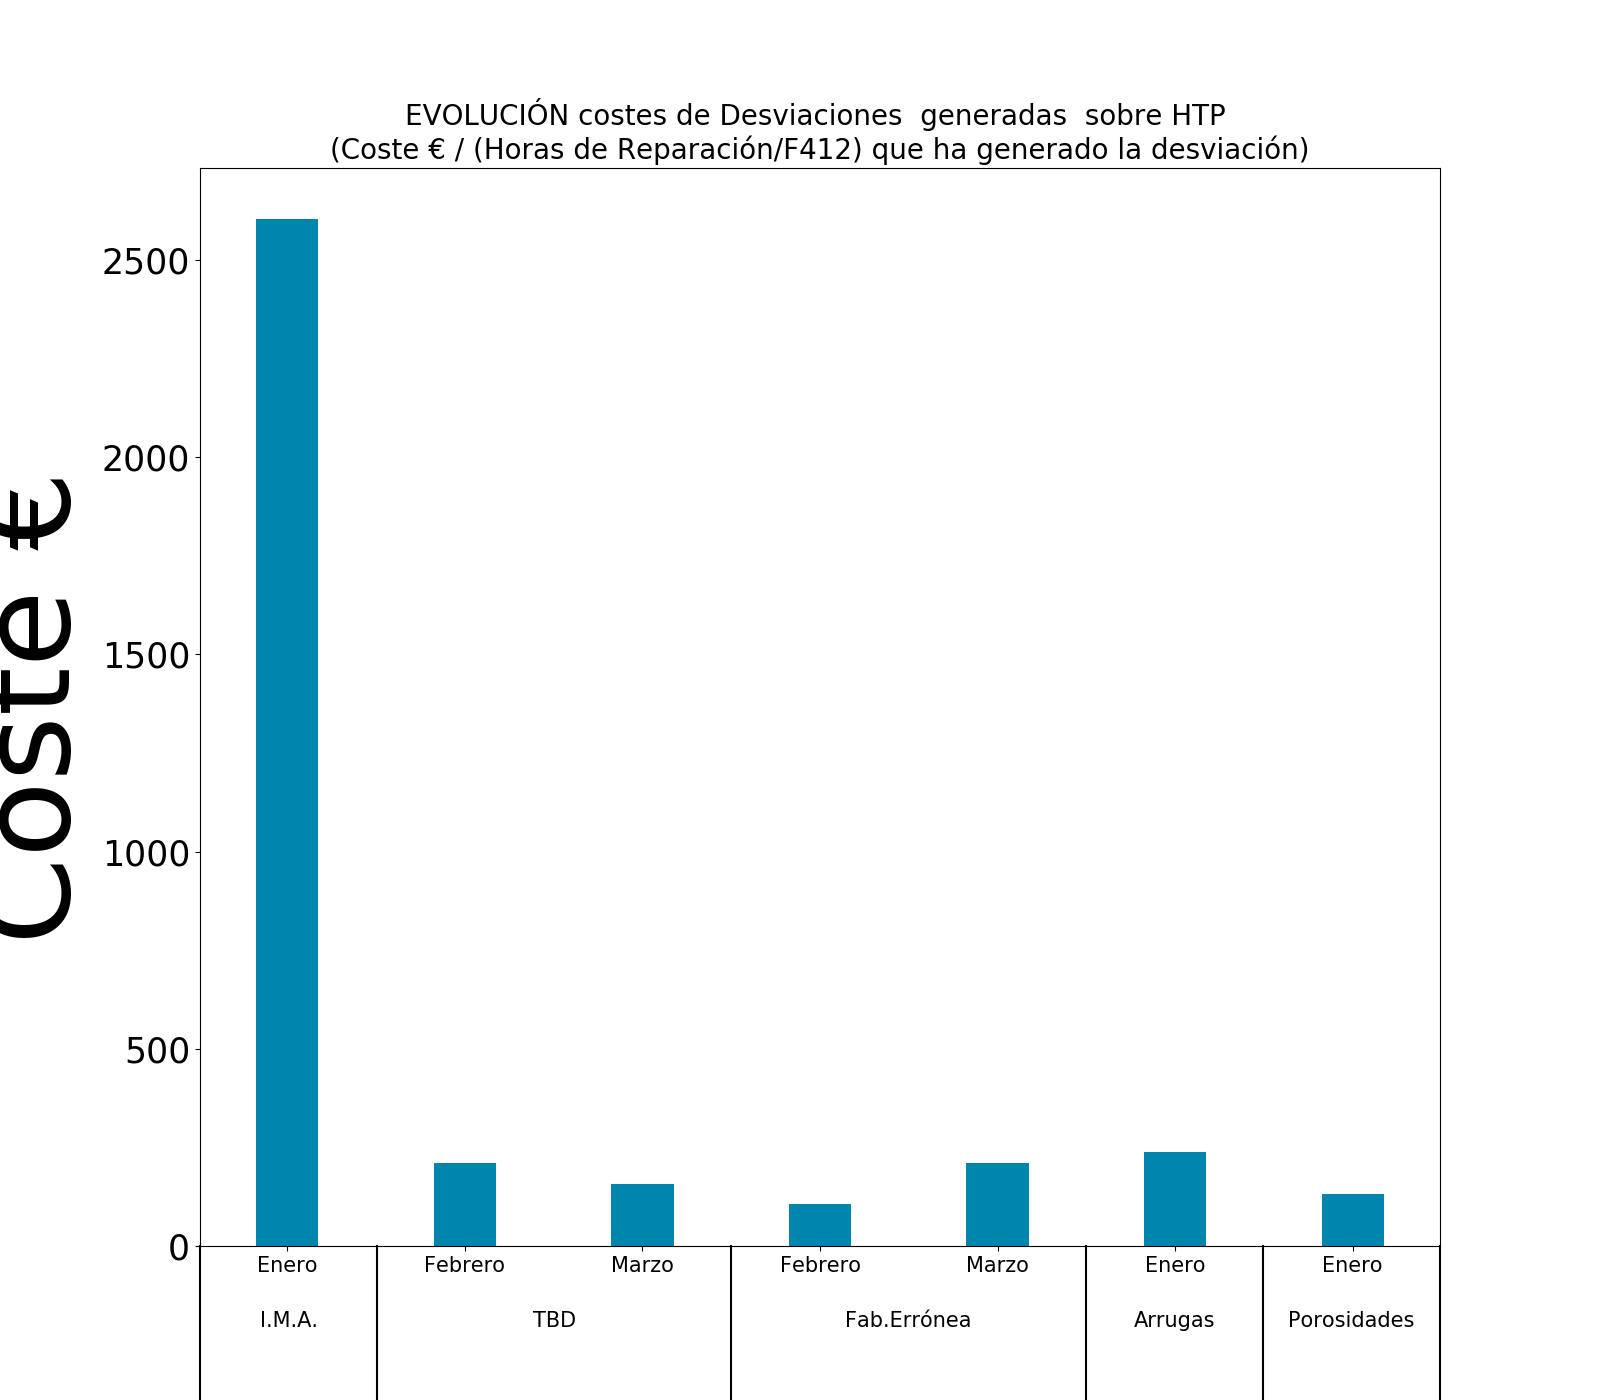 EVOLUCIÓN costes de Desviaciones  generadas  sobre HTP
(Coste € / (Horas de Reparación/F412) que ha generado la desviación)
Coste €
2500
2000
1500
1000
500
0
Enero Febrero Marzo Febrero Marzo Enero Enero
I.M.A. TBD Fab.Errónea Arrugas Porosidades